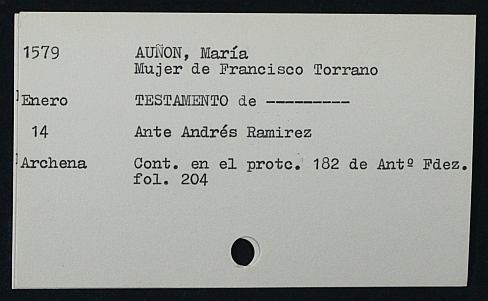 1579 AUÑON, María
Mujer de Francisco Torrano
Enero TESTAMENTO de ---------
14 Ante Andrés Ramirez
Archena Cont. en el protc. 182 de Antº Fdez.
fol. 204